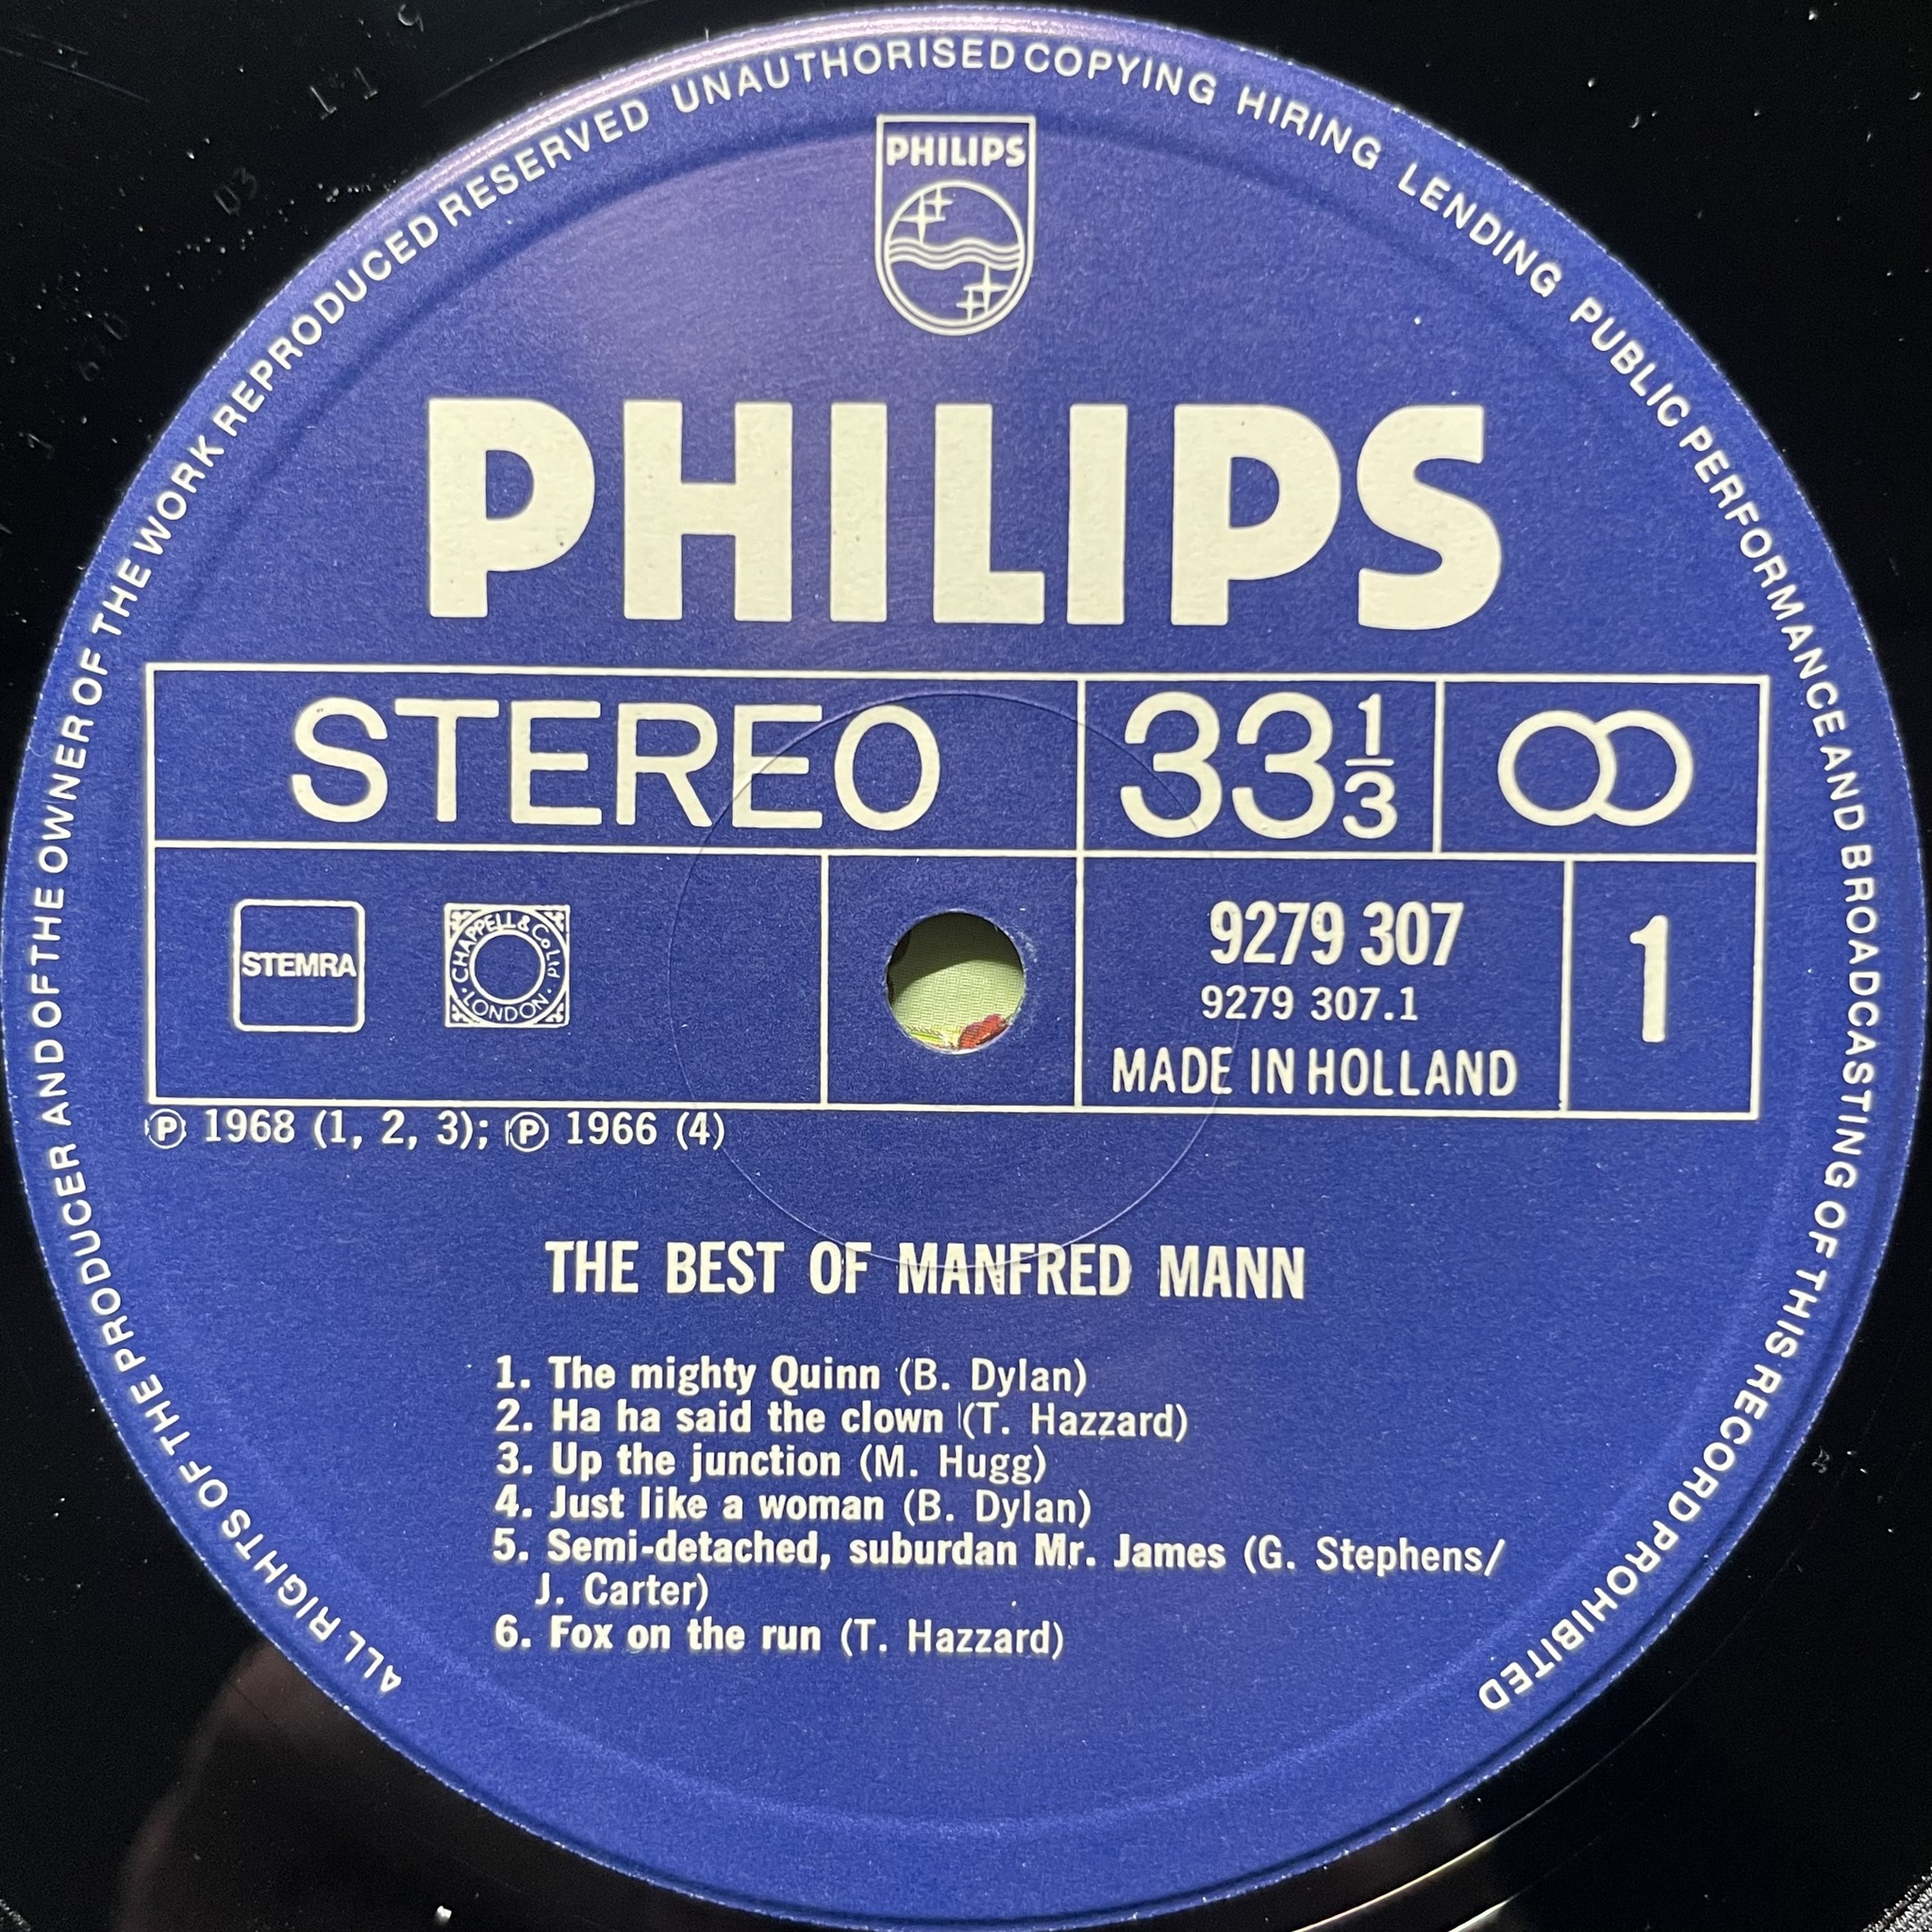 ALL RIGHTS OF THE PRODUCER AND OF THE OWNER OF THE WORK REPRODUCED RESERVED UNAUTHORISED COPYING HIRING LENDING PUBLIC PERFORMANCE AND BROADCASTING OF THIS RECORD PROHIBITED
PHILIPS
PHILIPS
STEREO
33 1/3
STEMRA
CHAPPELL & Co Ltd · LONDON ·
9279 307
9279 307.1
MADE IN HOLLAND
1
℗ 1968 (1, 2, 3); ℗ 1966 (4)
THE BEST OF MANFRED MANN
1. The mighty Quinn (B. Dylan)
2. Ha ha said the clown (T. Hazzard)
3. Up the junction (M. Hugg)
4. Just like a woman (B. Dylan)
5. Semi-detached, suburdan Mr. James (G. Stephens/
J. Carter)
6. Fox on the run (T. Hazzard)